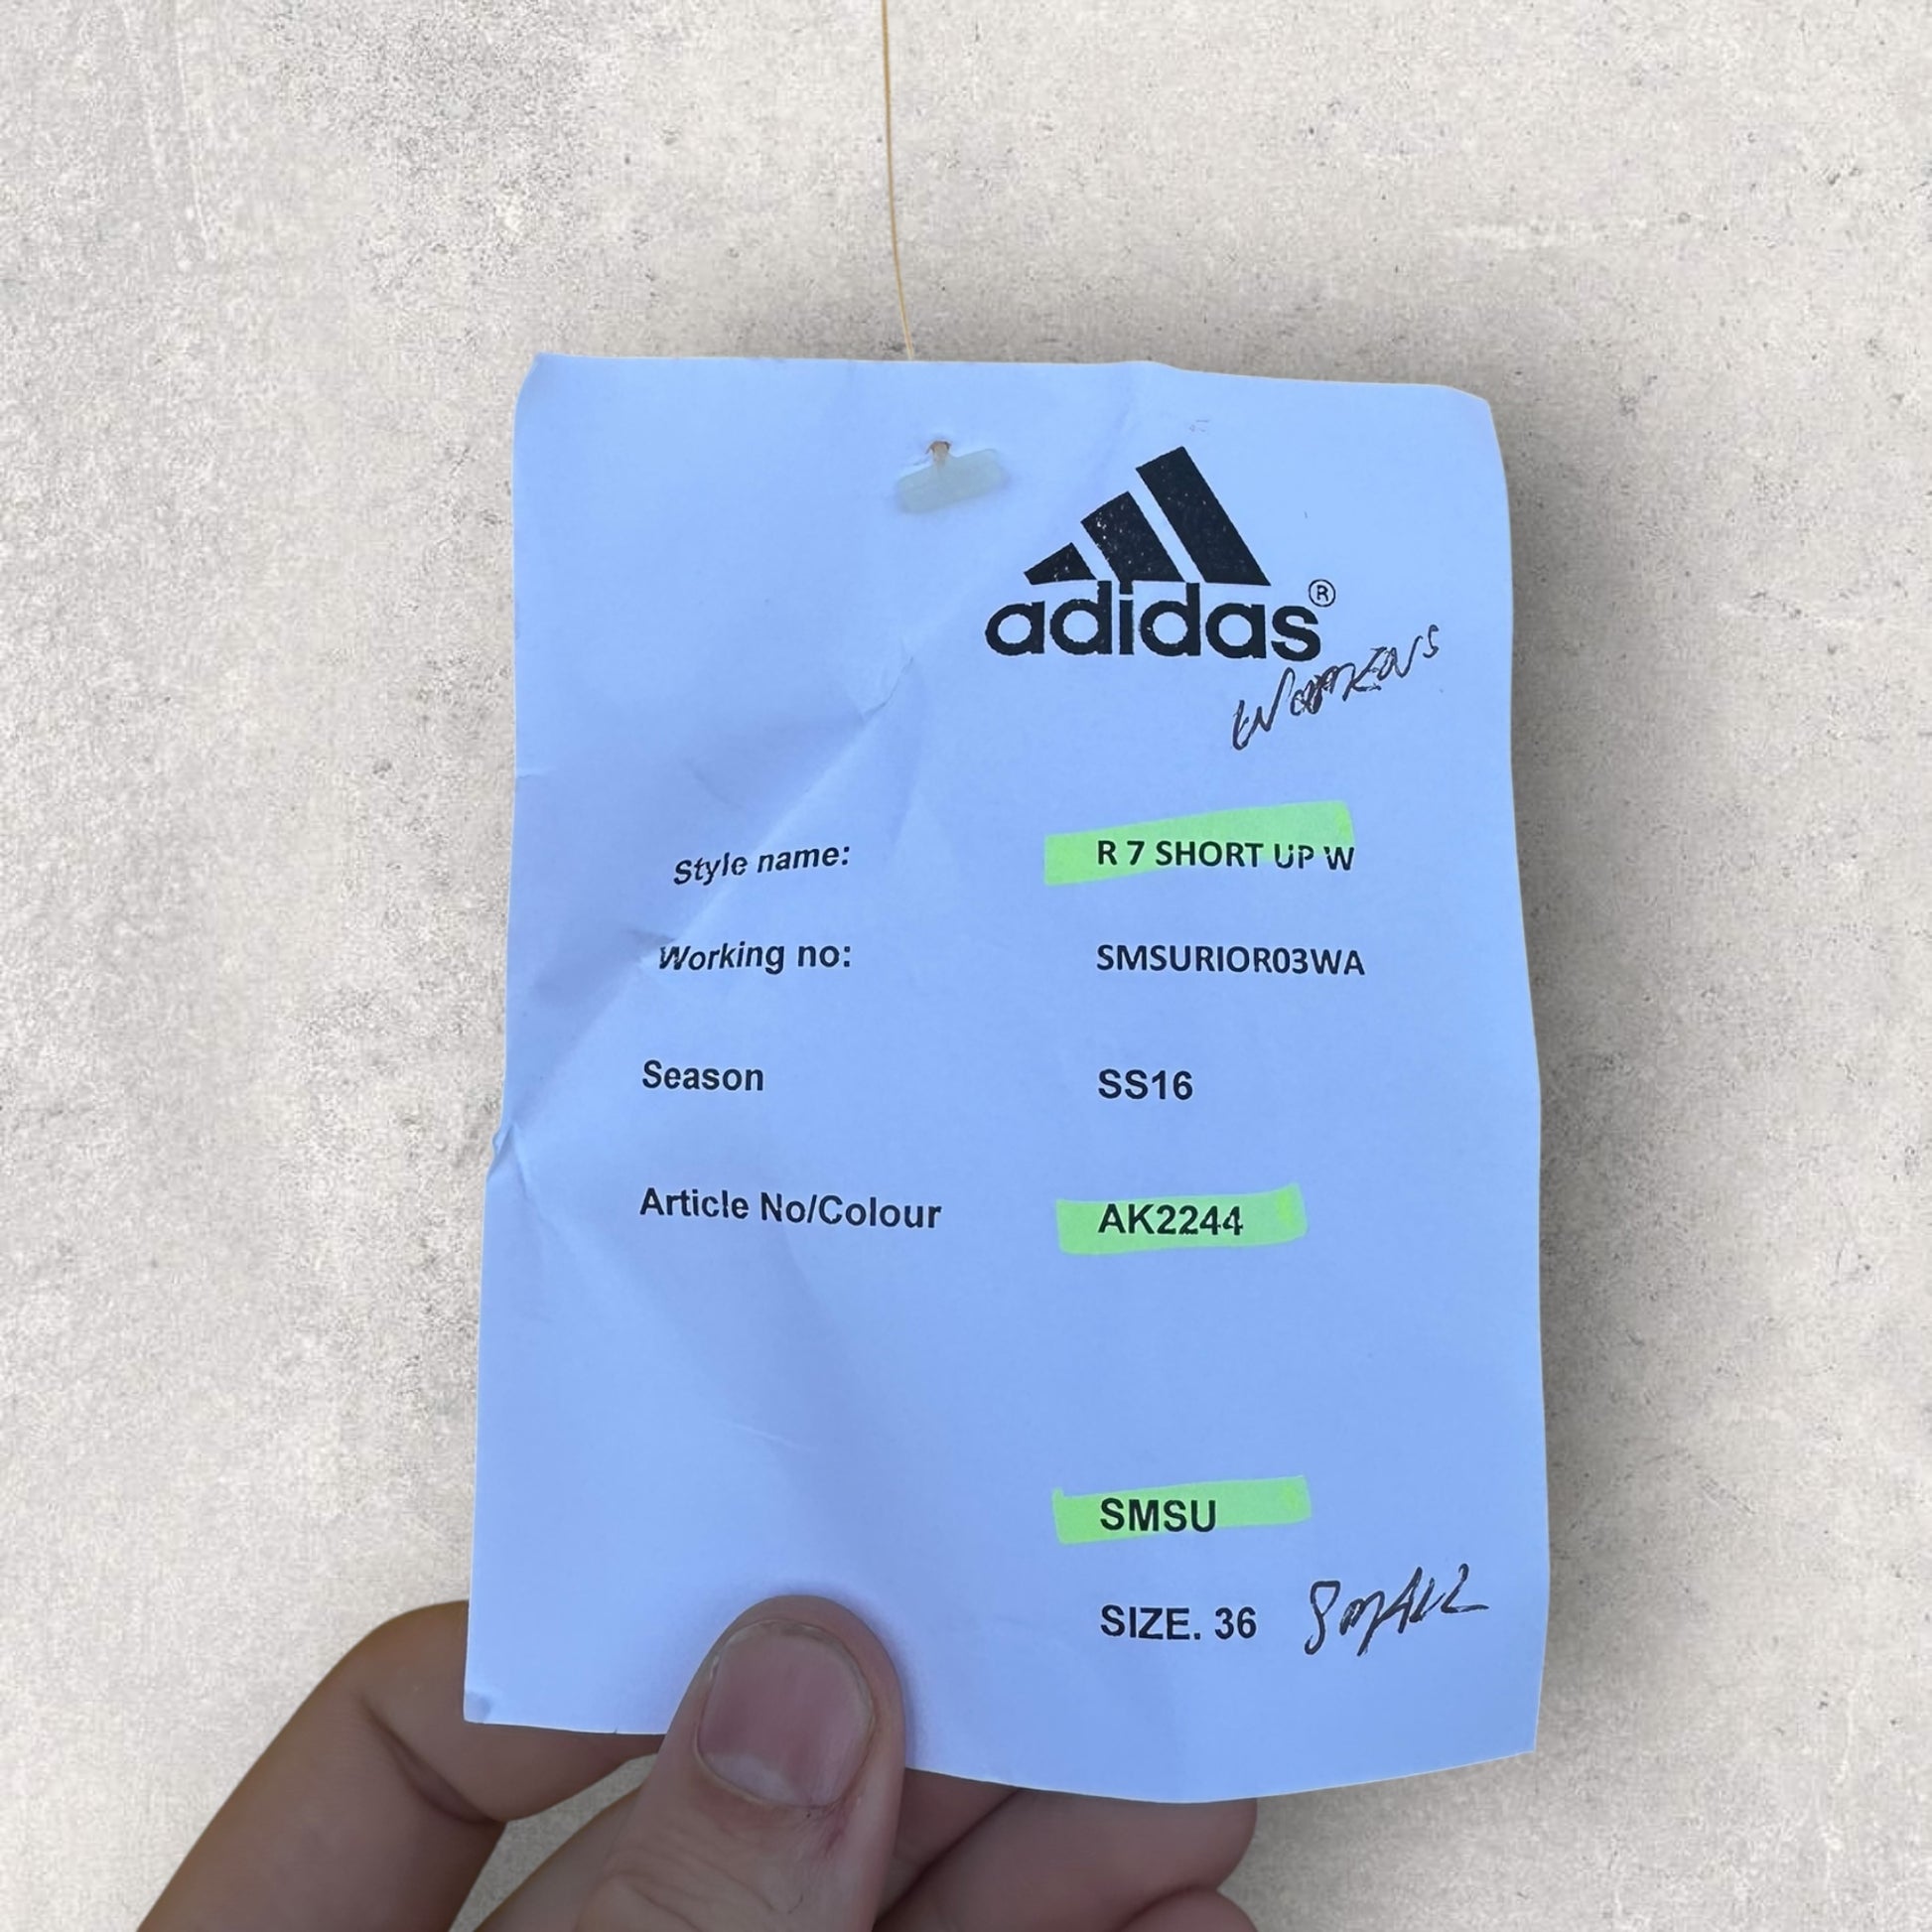 adidas®
Womens
Style name: R 7 SHORT UP W
Working no: SMSURIOR03WA
Season SS16
Article No/Colour AK2244
SMSU
SIZE. 36 SMALL